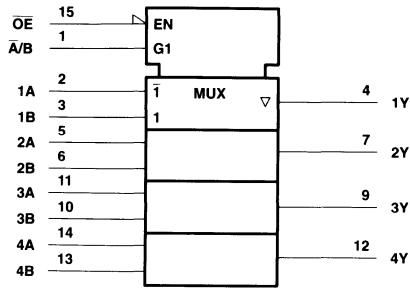 O̅E̅ 15 EN
A̅/B 1 G1
1A 2 1̅ MUX ▽ 4 1Y
1B 3 1
2A 5 7 2Y
2B 6
3A 11 9 3Y
3B 10
4A 14 12 4Y
4B 13